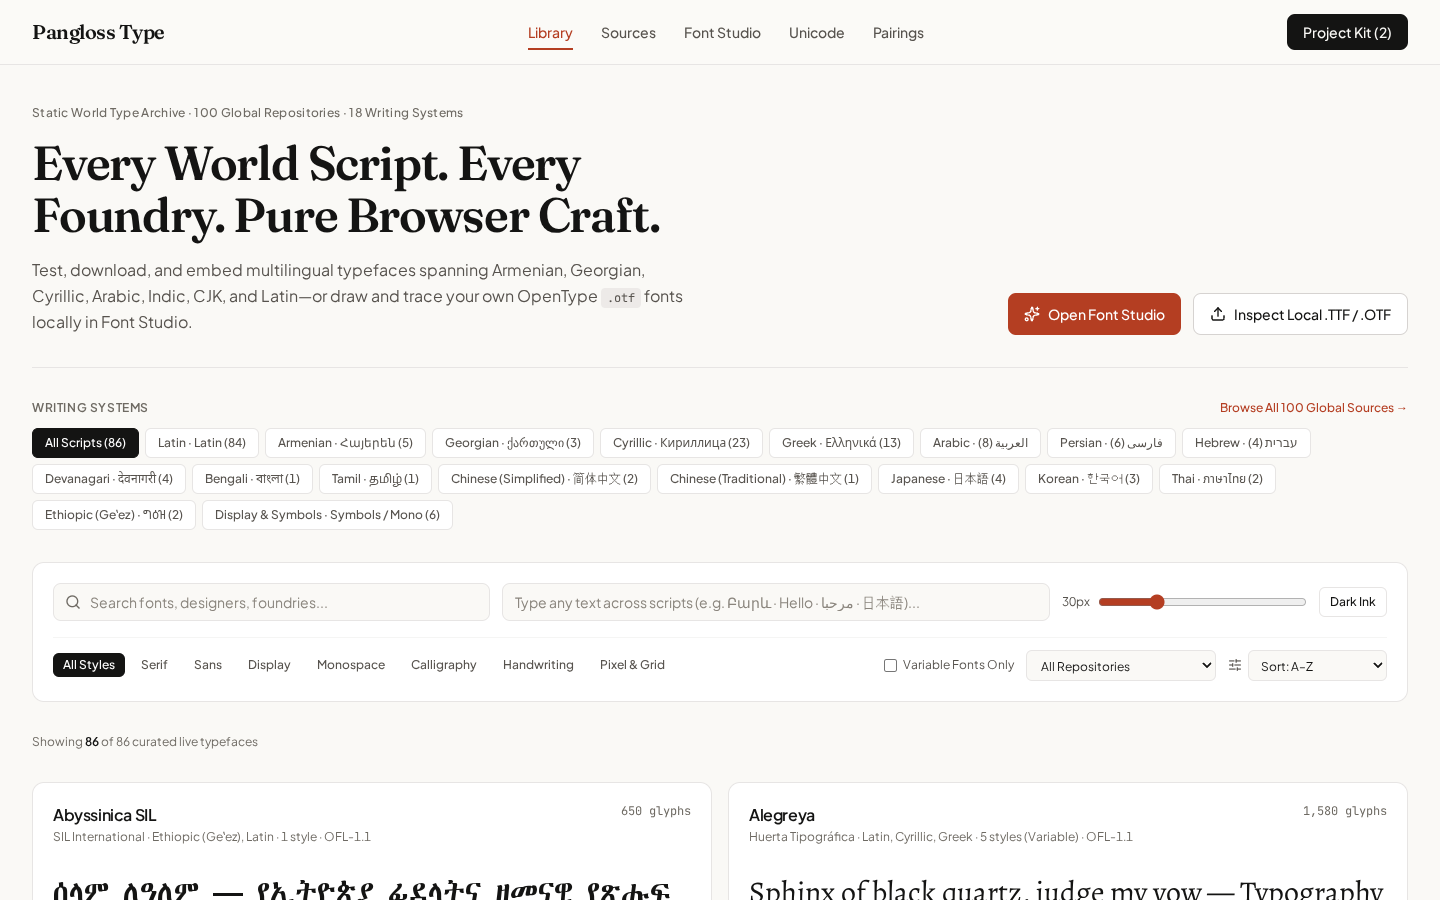 Pangloss Type
Library
Sources
Font Studio
Unicode
Pairings
Project Kit (2)
Static World Type Archive · 100 Global Repositories · 18 Writing Systems
Every World Script. Every
Foundry. Pure Browser Craft.
Test, download, and embed multilingual typefaces spanning Armenian, Georgian,
Cyrillic, Arabic, Indic, CJK, and Latin—or draw and trace your own OpenType .otf fonts
locally in Font Studio.
Open Font Studio
Inspect Local .TTF / .OTF
WRITING SYSTEMS
Browse All 100 Global Sources →
All Scripts (86)
Latin · Latin (84)
Armenian · Հայերեն (5)
Georgian · ქართული (3)
Cyrillic · Кириллица (23)
Greek · Ελληνικά (13)
Arabic · العربية (8)
Persian · فارسی (6)
Hebrew · עברית (4)
Devanagari · देवनागरी (4)
Bengali · বাংলা (1)
Tamil · தமிழ் (1)
Chinese (Simplified) · 简体中文 (2)
Chinese (Traditional) · 繁體中文 (1)
Japanese · 日本語 (4)
Korean · 한국어 (3)
Thai · ภาษาไทย (2)
Ethiopic (Ge'ez) · ግዕዝ (2)
Display & Symbols · Symbols / Mono (6)
Search fonts, designers, foundries...
Type any text across scripts (e.g. Բարև · Hello · مرحبا · 日本語)...
30px
Dark Ink
All Styles
Serif
Sans
Display
Monospace
Calligraphy
Handwriting
Pixel & Grid
Variable Fonts Only
All Repositories
Sort: A–Z
Showing 86 of 86 curated live typefaces
Abyssinica SIL
650 glyphs
SIL International · Ethiopic (Ge'ez), Latin · 1 style · OFL-1.1
ሰላም ለዓለም — የኢትዮጵያ ፊደላትና ዘመናዊ የጽሑፍ
Alegreya
1,580 glyphs
Huerta Tipográfica · Latin, Cyrillic, Greek · 5 styles (Variable) · OFL-1.1
Sphinx of black quartz, judge my vow — Typography